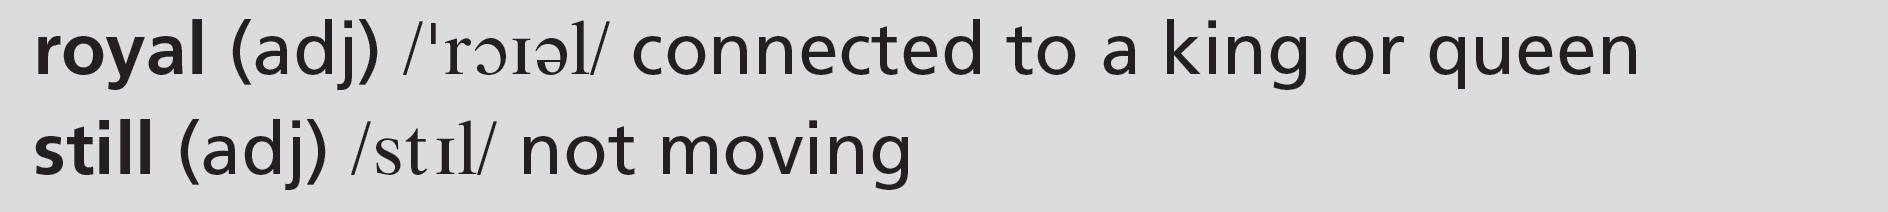 royal (adj) /ˈrɔɪəl/ connected to a king or queen
still (adj) /stɪl/ not moving